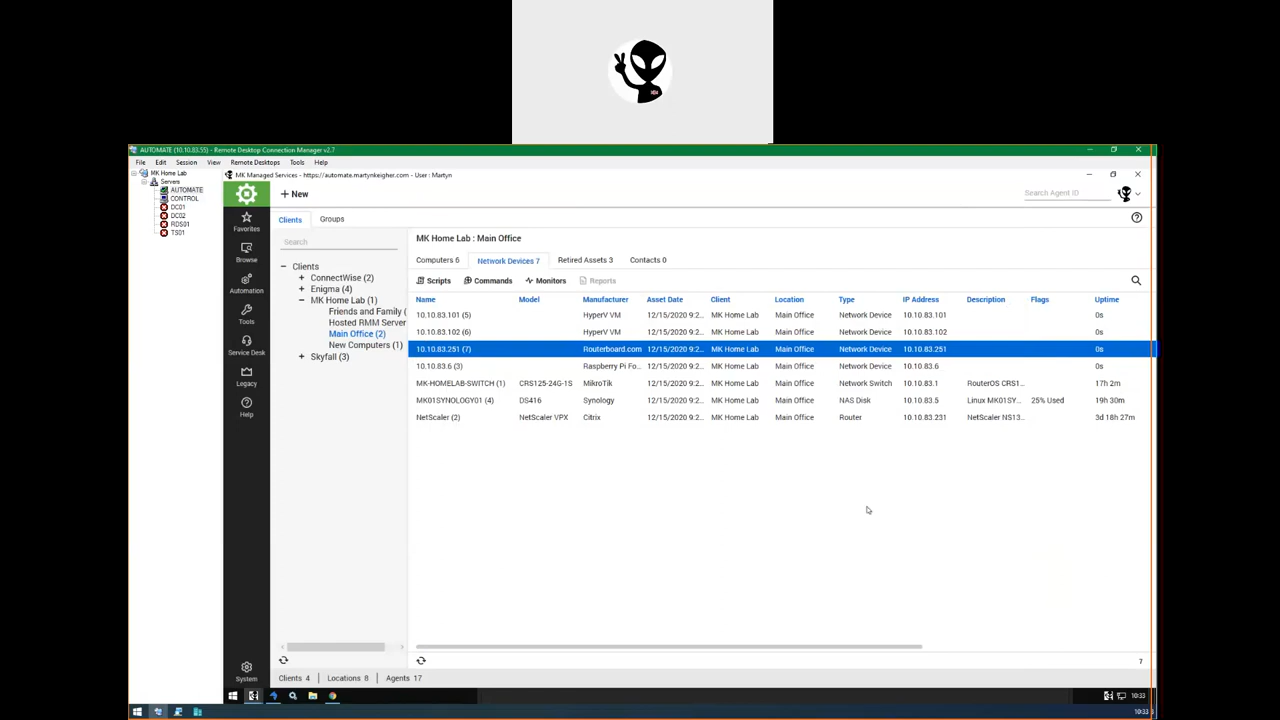 AUTOMATE (10.10.83.55) - Remote Desktop Connection Manager v2.7
File Edit Session View Remote Desktops Tools Help
MK Home Lab
Servers
AUTOMATE
CONTROL
DC01
DC02
RDS01
TS01
MK Managed Services - https://automate.martynkeigher.com - User : Martyn
+ New
Search Agent ID
Favorites
Browse
Automation
Tools
Service Desk
Legacy
Help
System
Clients Groups
Search
Clients
ConnectWise (2)
Enigma (4)
MK Home Lab (1)
Friends and Family (
Hosted RMM Server
Main Office (2)
New Computers (1)
Skyfall (3)
MK Home Lab : Main Office
Computers 6 Network Devices 7 Retired Assets 3 Contacts 0
Scripts Commands Monitors Reports
Name Model Manufacturer Asset Date Client Location Type IP Address Description Flags Uptime
10.10.83.101 (5) HyperV VM 12/15/2020 9:2... MK Home Lab Main Office Network Device 10.10.83.101 0s
10.10.83.102 (6) HyperV VM 12/15/2020 9:2... MK Home Lab Main Office Network Device 10.10.83.102 0s
10.10.83.251 (7) Routerboard.com 12/15/2020 9:2... MK Home Lab Main Office Network Device 10.10.83.251 0s
10.10.83.6 (3) Raspberry Pi Fo... 12/15/2020 9:2... MK Home Lab Main Office Network Device 10.10.83.6 0s
MK-HOMELAB-SWITCH (1) CRS125-24G-1S MikroTik 12/15/2020 9:2... MK Home Lab Main Office Network Switch 10.10.83.1 RouterOS CRS1... 17h 2m
MK01SYNOLOGY01 (4) DS416 Synology 12/15/2020 9:2... MK Home Lab Main Office NAS Disk 10.10.83.5 Linux MK01SY... 25% Used 19h 30m
NetScaler (2) NetScaler VPX Citrix 12/15/2020 9:2... MK Home Lab Main Office Router 10.10.83.231 NetScaler NS13... 3d 18h 27m
7
Clients 4 Locations 8 Agents 17
10:33
10:33